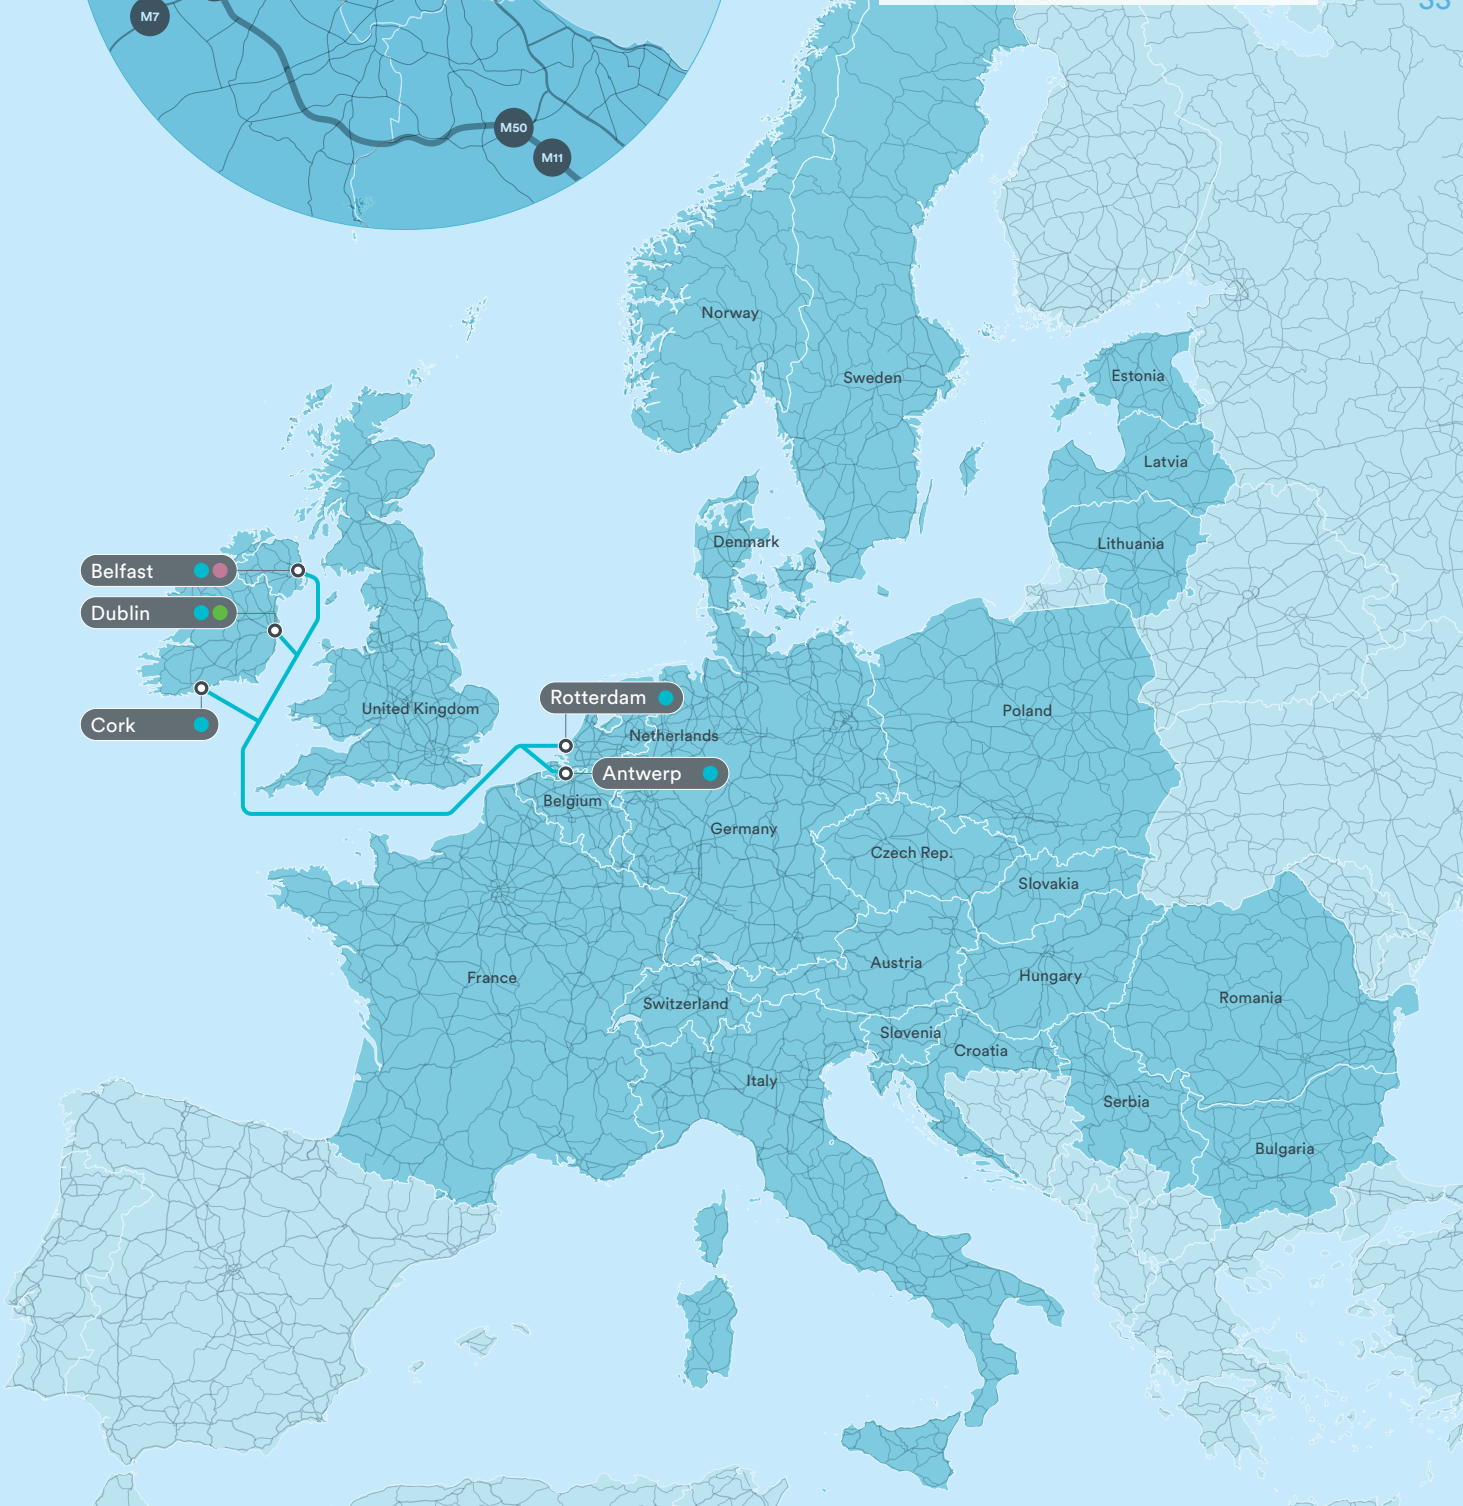 M7
M50
M11
Norway
Sweden
Estonia
Latvia
Denmark
Lithuania
Belfast
Dublin
Rotterdam
United Kingdom
Poland
Cork
Netherlands
Antwerp
Belgium
Germany
Czech Rep.
Slovakia
Austria
Hungary
France
Romania
Switzerland
Slovenia
Croatia
Italy
Serbia
Bulgaria